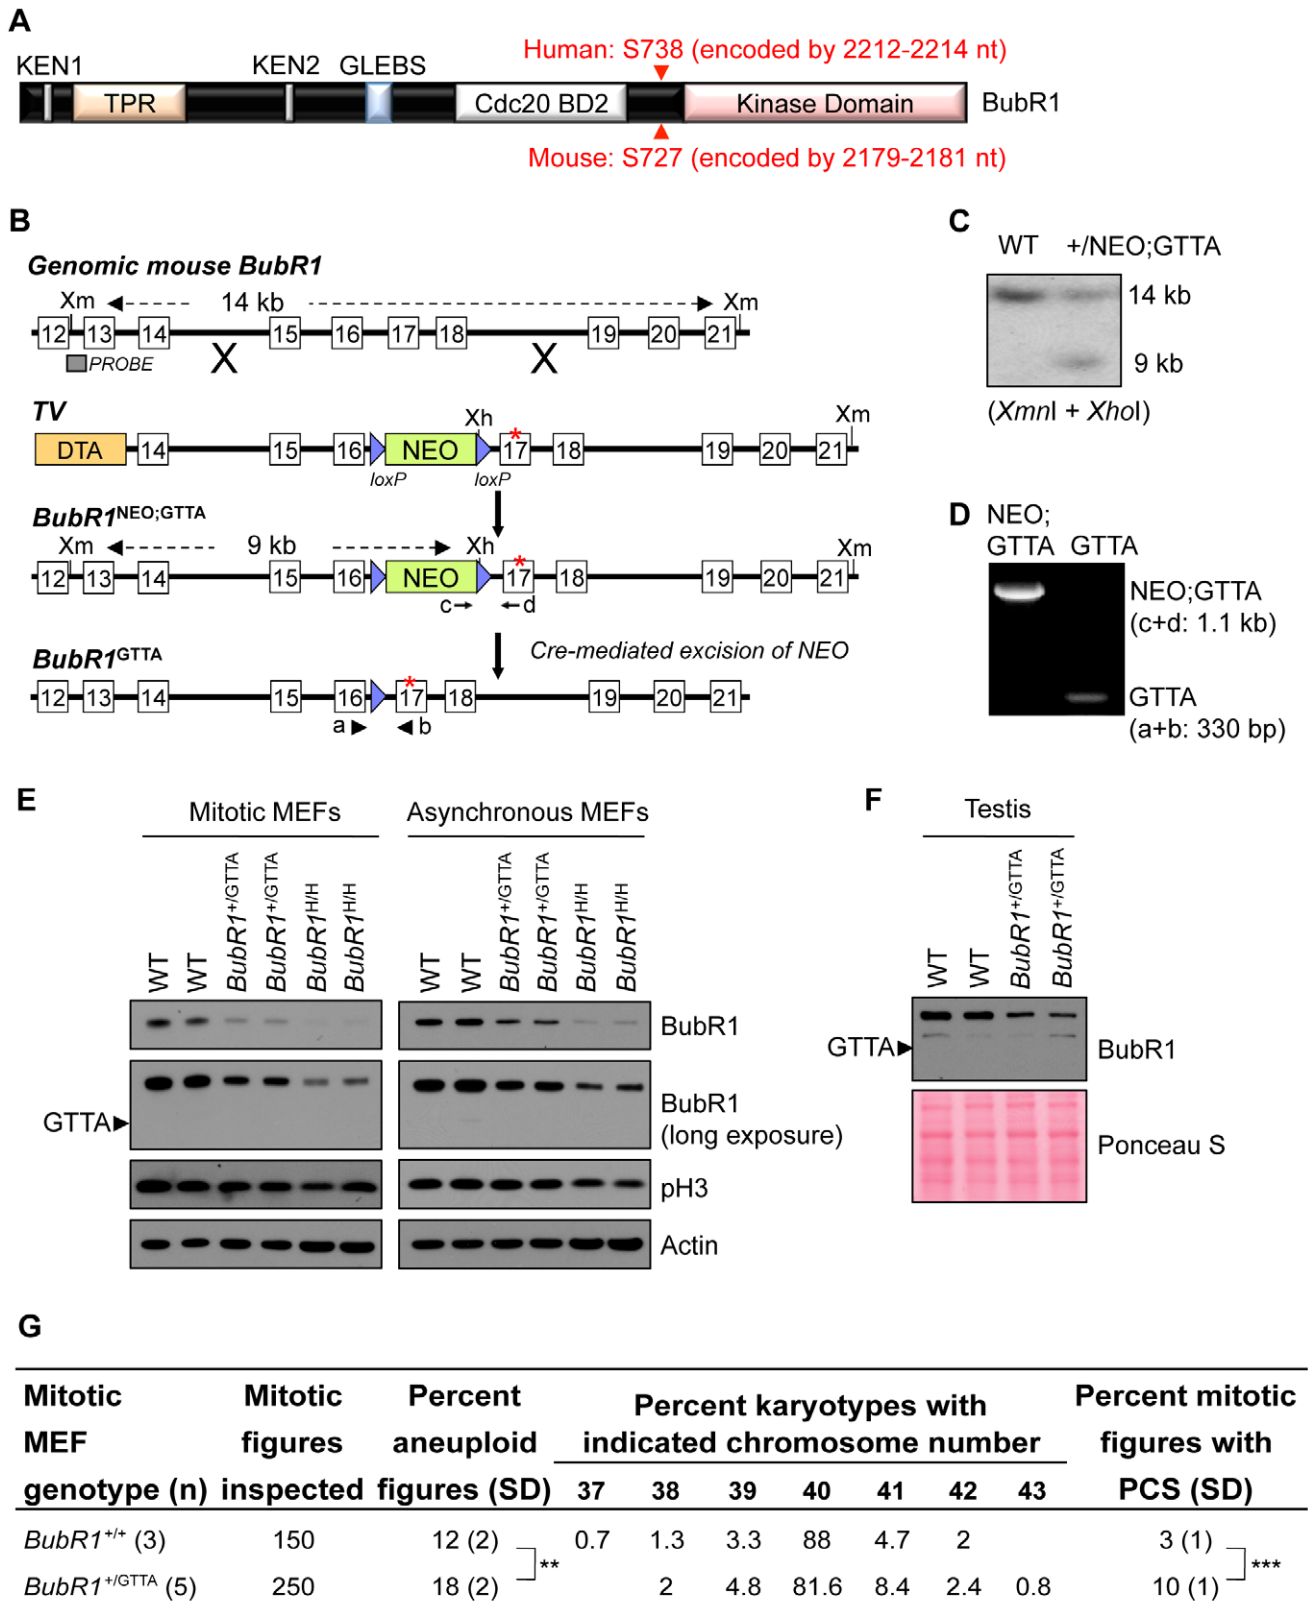 A
Human: S738 (encoded by 2212-2214 nt)
KEN1 KEN2 GLEBS
TPR Cdc20 BD2 Kinase Domain BubR1
Mouse: S727 (encoded by 2179-2181 nt)
B
Genomic mouse BubR1
Xm 14 kb Xm
12 13 14 15 16 17 18 19 20 21
PROBE X X
TV
Xh Xm
DTA 14 15 16 NEO 17 18 19 20 21
*
loxP loxP
BubR1NEO;GTTA
Xm 9 kb Xh Xm
12 13 14 15 16 NEO 17 18 19 20 21
*
c d
BubR1GTTA
Cre-mediated excision of NEO
12 13 14 15 16 17 18 19 20 21
*
a b
C
WT +/NEO;GTTA
14 kb
9 kb
(XmnI + XhoI)
D
NEO;
GTTA GTTA
NEO;GTTA
(c+d: 1.1 kb)
GTTA
(a+b: 330 bp)
E
Mitotic MEFs Asynchronous MEFs
WT WT BubR1+/GTTA BubR1+/GTTA BubR1H/H BubR1H/H
WT WT BubR1+/GTTA BubR1+/GTTA BubR1H/H BubR1H/H
BubR1
BubR1
(long exposure)
GTTA
pH3
Actin
F
Testis
WT WT BubR1+/GTTA BubR1+/GTTA
GTTA
BubR1
Ponceau S
G
Mitotic MEF genotype (n)
Mitotic figures inspected
Percent aneuploid figures (SD)
Percent karyotypes with
indicated chromosome number
37 38 39 40 41 42 43
Percent mitotic figures with PCS (SD)
BubR1+/+ (3) 150 12 (2) 0.7 1.3 3.3 88 4.7 2 3 (1)
** ***
BubR1+/GTTA (5) 250 18 (2) 2 4.8 81.6 8.4 2.4 0.8 10 (1)